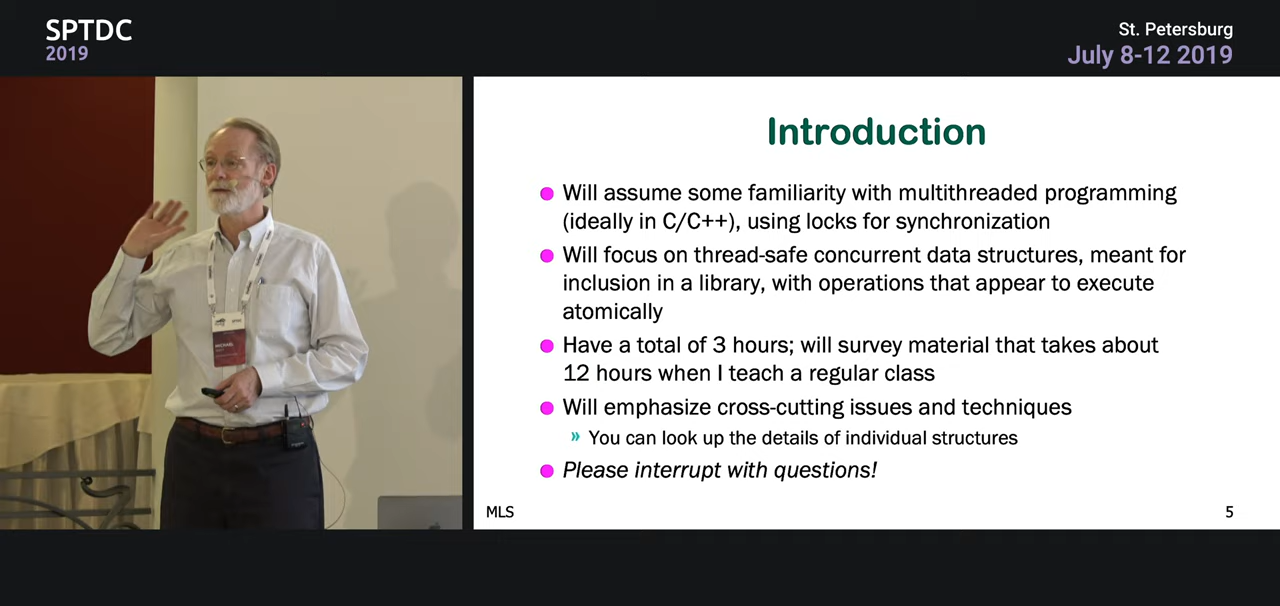 SPTDC
2019
St. Petersburg
July 8-12 2019
Introduction
Will assume some familiarity with multithreaded programming
(ideally in C/C++), using locks for synchronization
Will focus on thread-safe concurrent data structures, meant for
inclusion in a library, with operations that appear to execute
atomically
Have a total of 3 hours; will survey material that takes about
12 hours when I teach a regular class
Will emphasize cross-cutting issues and techniques
» You can look up the details of individual structures
Please interrupt with questions!
MLS
5
MICHAEL